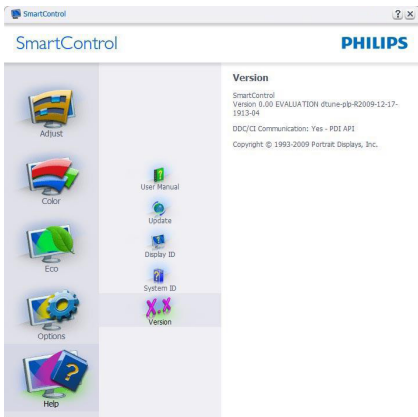 SmartControl
SmartControl
PHILIPS
Adjust
Color
Eco
Options
Help
User Manual
Update
Display ID
System ID
X.X
Version
Version
SmartControl
Version 0.00 EVALUATION dtune-plp-R2009-12-17-
1913-04
DDC/CI Communication: Yes - PDI API
Copyright © 1993-2009 Portrait Displays, Inc.